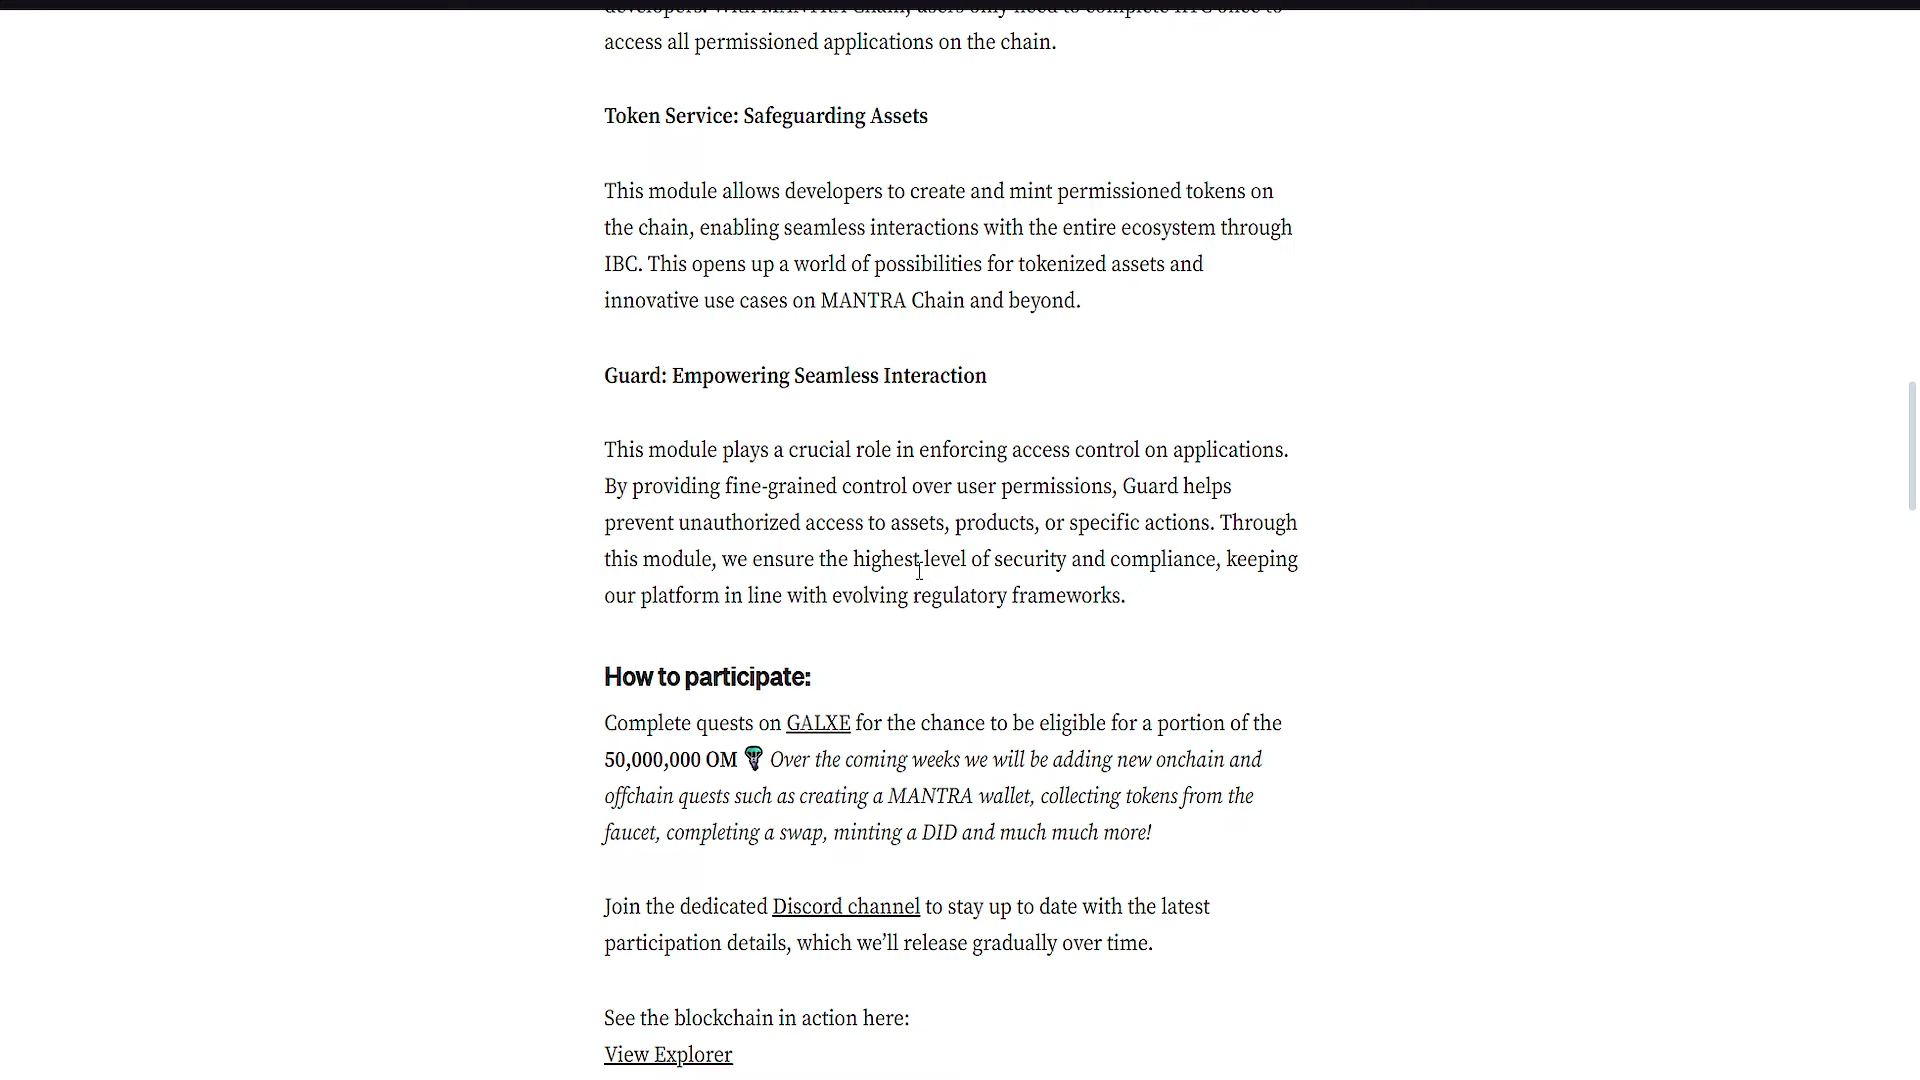 developers. With MANTRA Chain, users only need to complete KYC once to
access all permissioned applications on the chain.
Token Service: Safeguarding Assets
This module allows developers to create and mint permissioned tokens on
the chain, enabling seamless interactions with the entire ecosystem through
IBC. This opens up a world of possibilities for tokenized assets and
innovative use cases on MANTRA Chain and beyond.
Guard: Empowering Seamless Interaction
This module plays a crucial role in enforcing access control on applications.
By providing fine-grained control over user permissions, Guard helps
prevent unauthorized access to assets, products, or specific actions. Through
this module, we ensure the highest level of security and compliance, keeping
our platform in line with evolving regulatory frameworks.
How to participate:
Complete quests on GALXE for the chance to be eligible for a portion of the
50,000,000 OM 🪂 Over the coming weeks we will be adding new onchain and
offchain quests such as creating a MANTRA wallet, collecting tokens from the
faucet, completing a swap, minting a DID and much much more!
Join the dedicated Discord channel to stay up to date with the latest
participation details, which we’ll release gradually over time.
See the blockchain in action here:
View Explorer